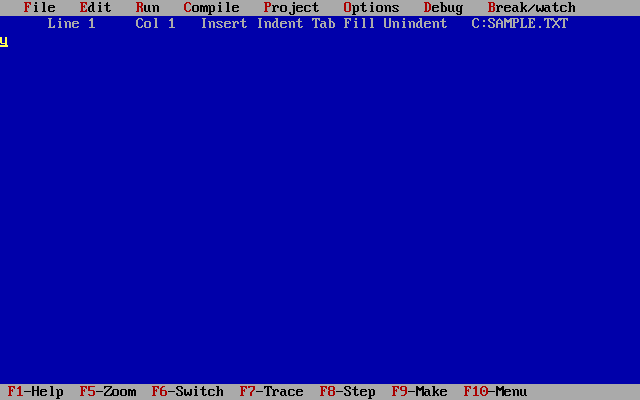 File Edit Run Compile Project Options Debug Break/watch
Line 1 Col 1 Insert Indent Tab Fill Unindent C:SAMPLE.TXT
y
F1-Help F5-Zoom F6-Switch F7-Trace F8-Step F9-Make F10-Menu